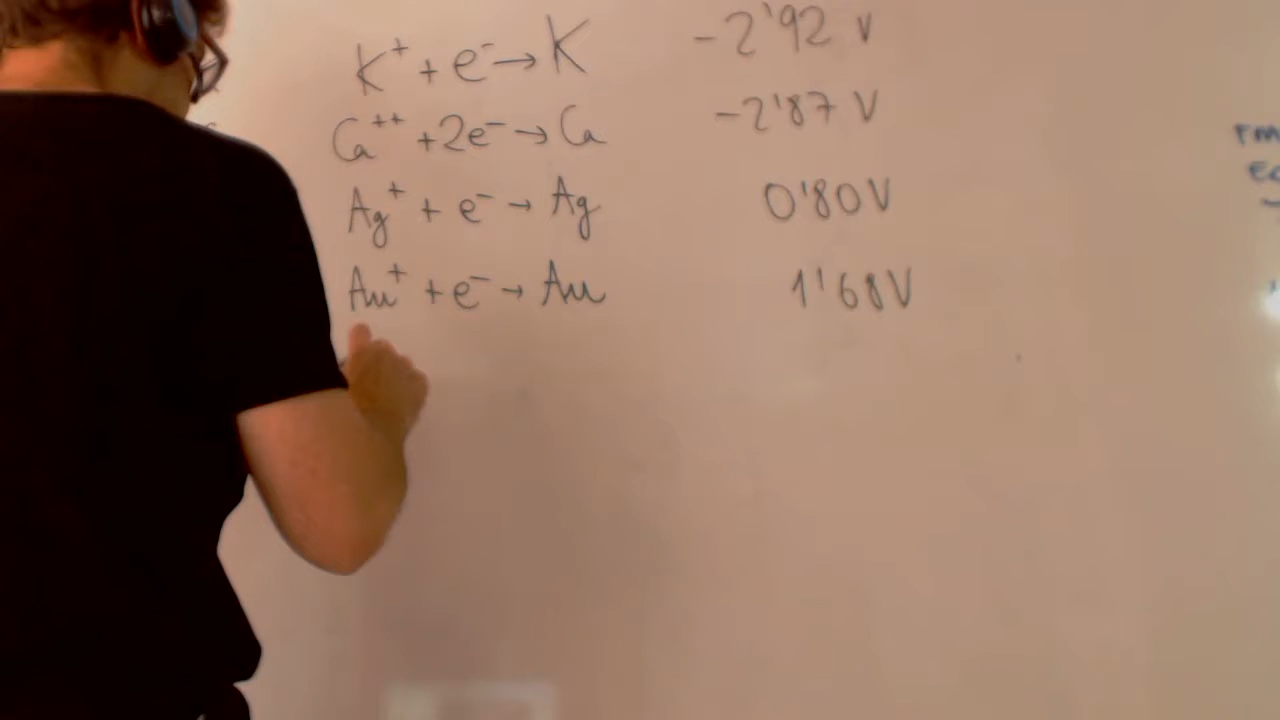 K⁺ + e⁻ → K -2'92 V
Ca⁺⁺ + 2e⁻ → Ca -2'87 V
Ag⁺ + e⁻ → Ag 0'80 V
Au⁺ + e⁻ → Au 1'68 V